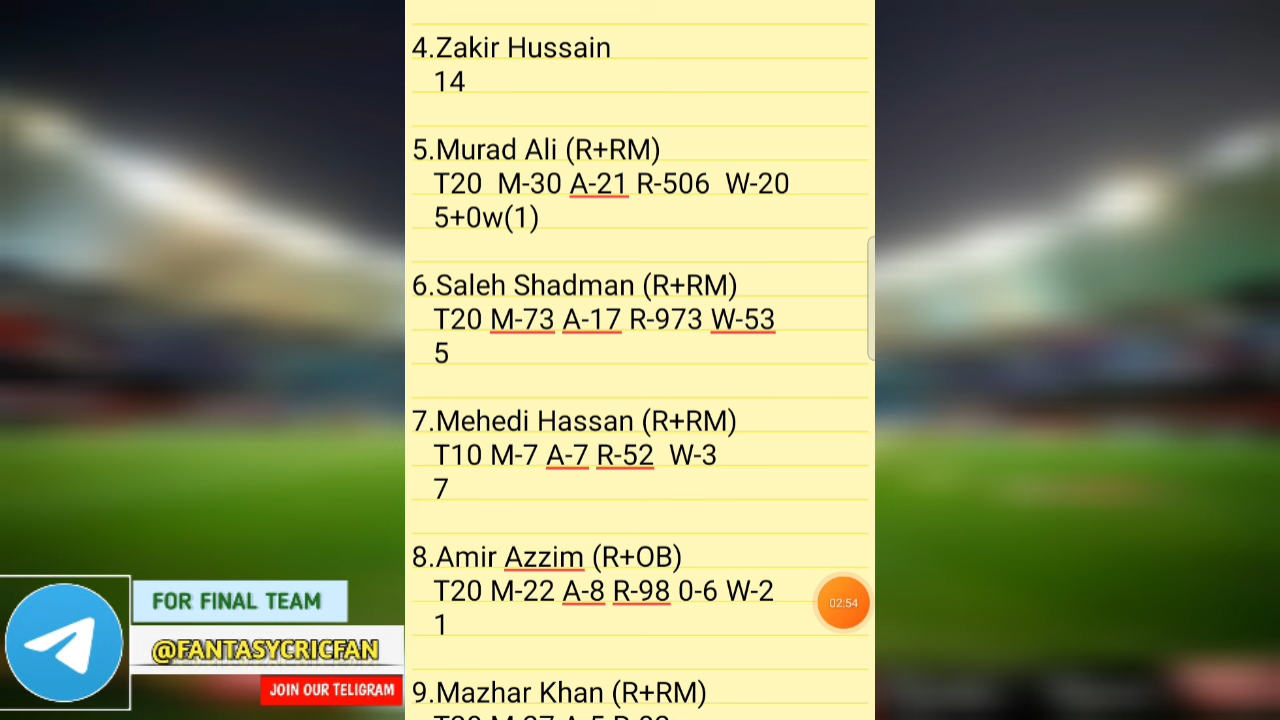 4.Zakir Hussain
14
5.Murad Ali (R+RM)
T20 M-30 A-21 R-506 W-20
5+0w(1)
6.Saleh Shadman (R+RM)
T20 M-73 A-17 R-973 W-53
5
7.Mehedi Hassan (R+RM)
T10 M-7 A-7 R-52 W-3
7
8.Amir Azzim (R+OB)
T20 M-22 A-8 R-98 0-6 W-2
1
9.Mazhar Khan (R+RM)
02:54
FOR FINAL TEAM
@FANTASYCRICFAN
JOIN OUR TELIGRAM